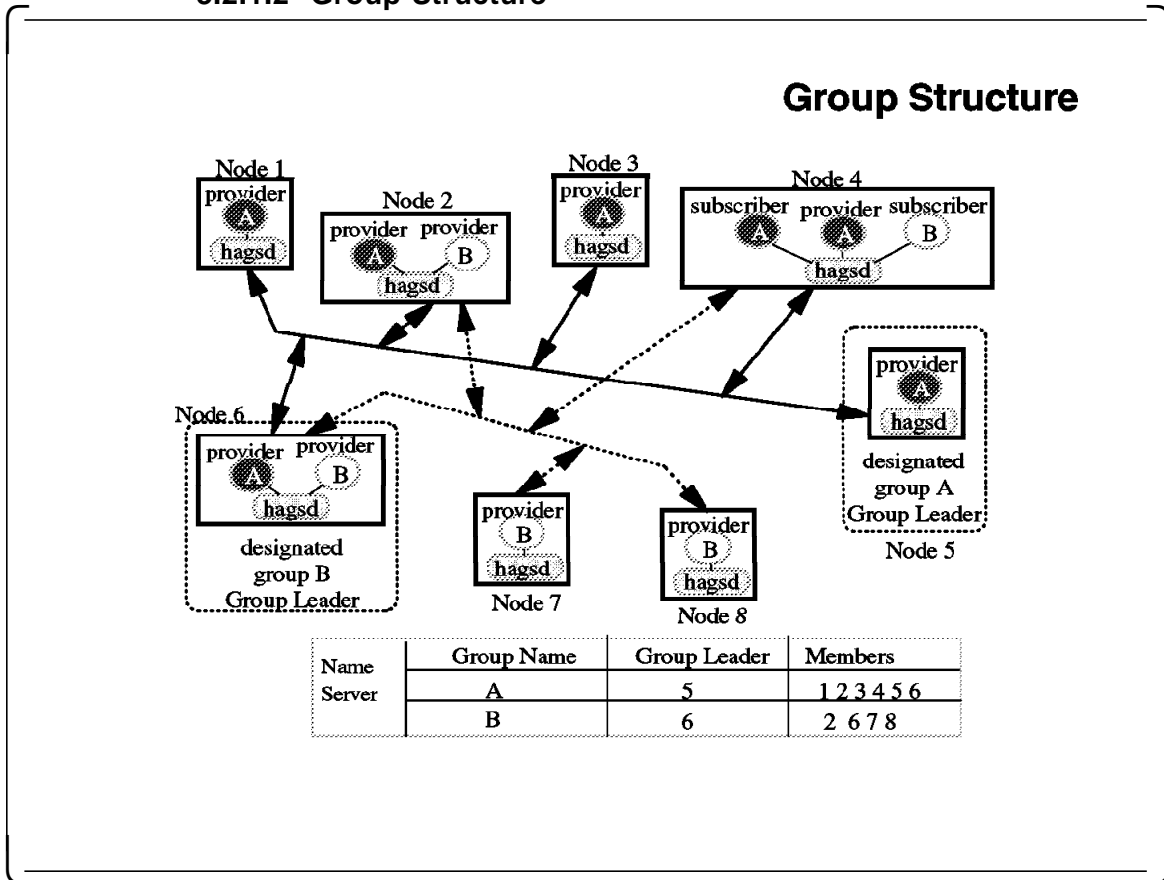 Group Structure
Node 1
provider
A
hagsd
Node 2
provider provider
A B
hagsd
Node 3
provider
A
hagsd
Node 4
subscriber provider subscriber
A A B
hagsd
provider
A
hagsd
designated
group A
Group Leader
Node 5
Node 6
provider provider
A B
hagsd
designated
group B
Group Leader
provider
B
hagsd
Node 7
provider
B
hagsd
Node 8
Name Server
Group Name Group Leader Members
A 5 1 2 3 4 5 6
B 6 2 6 7 8